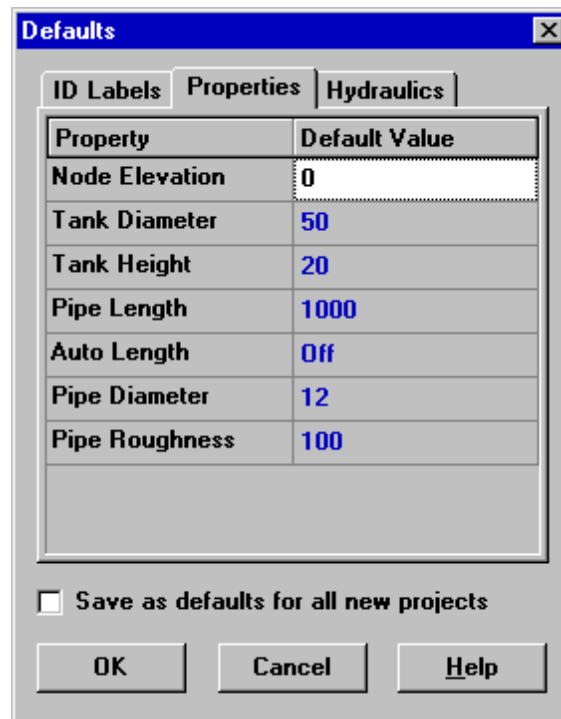 Defaults
ID Labels Properties Hydraulics
Property Default Value
Node Elevation 0
Tank Diameter 50
Tank Height 20
Pipe Length 1000
Auto Length Off
Pipe Diameter 12
Pipe Roughness 100
Save as defaults for all new projects
OK Cancel Help